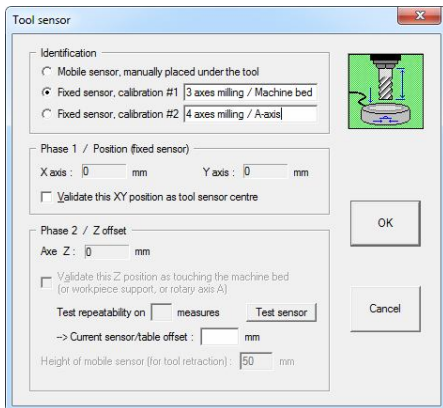 Tool sensor
Identification
Mobile sensor, manually placed under the tool
Fixed sensor, calibration #1 3 axes milling / Machine bed
Fixed sensor, calibration #2 4 axes milling / A-axis
Phase 1 / Position (fixed sensor)
X axis : 0 mm Y axis : 0 mm
Validate this XY position as tool sensor centre
OK
Phase 2 / Z offset
Axe Z : 0 mm
Validate this Z position as touching the machine bed
(or workpiece support, or rotary axis A)
Test repeatability on measures Test sensor
Cancel
--> Current sensor/table offset : mm
Height of mobile sensor (for tool retraction) : 50 mm